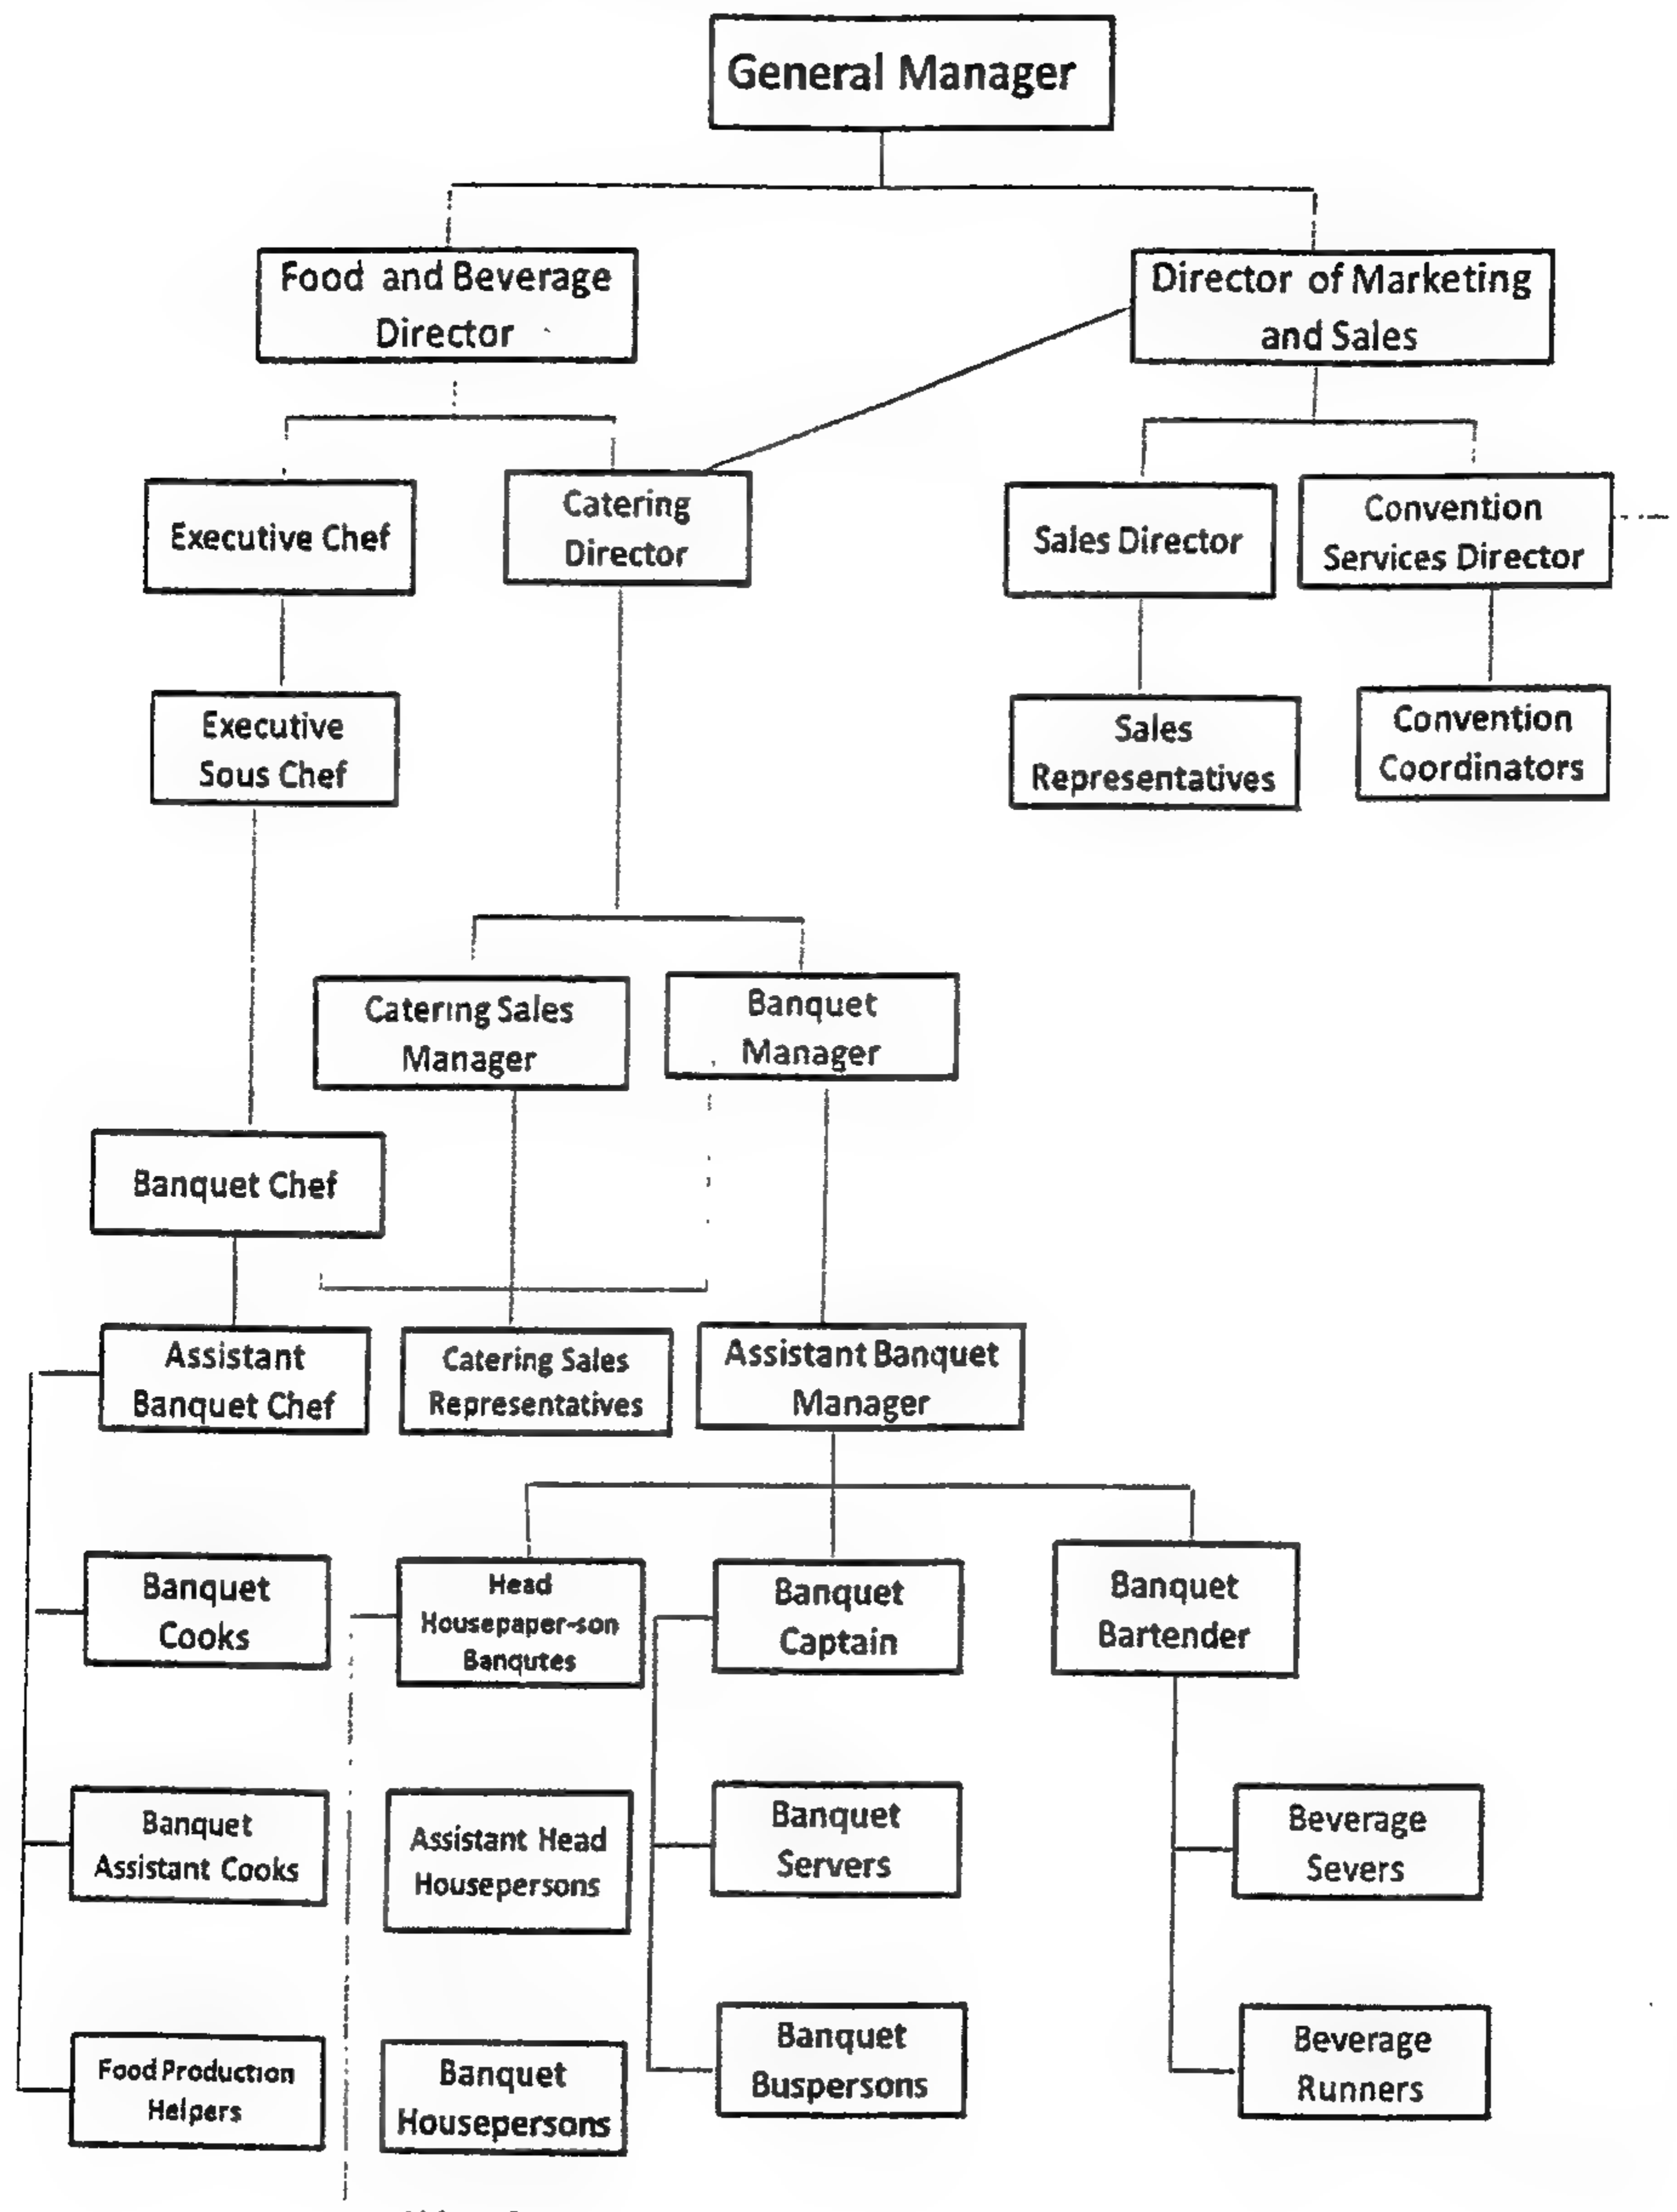 General Manager
Food and Beverage
Director
Director of Marketing
and Sales
Executive Chef
Catering
Director
Sales Director
Convention
Services Director
Executive
Sous Chef
Sales
Representatives
Convention
Coordinators
Catering Sales
Manager
Banquet
Manager
Banquet Chef
Assistant
Banquet Chef
Catering Sales
Representatives
Assistant Banquet
Manager
Banquet
Cooks
Head
Housepaper-son
Banqutes
Banquet
Captain
Banquet
Bartender
Banquet
Assistant Cooks
Assistant Head
Housepersons
Banquet
Servers
Beverage
Severs
Food Production
Helpers
Banquet
Housepersons
Banquet
Buspersons
Beverage
Runners